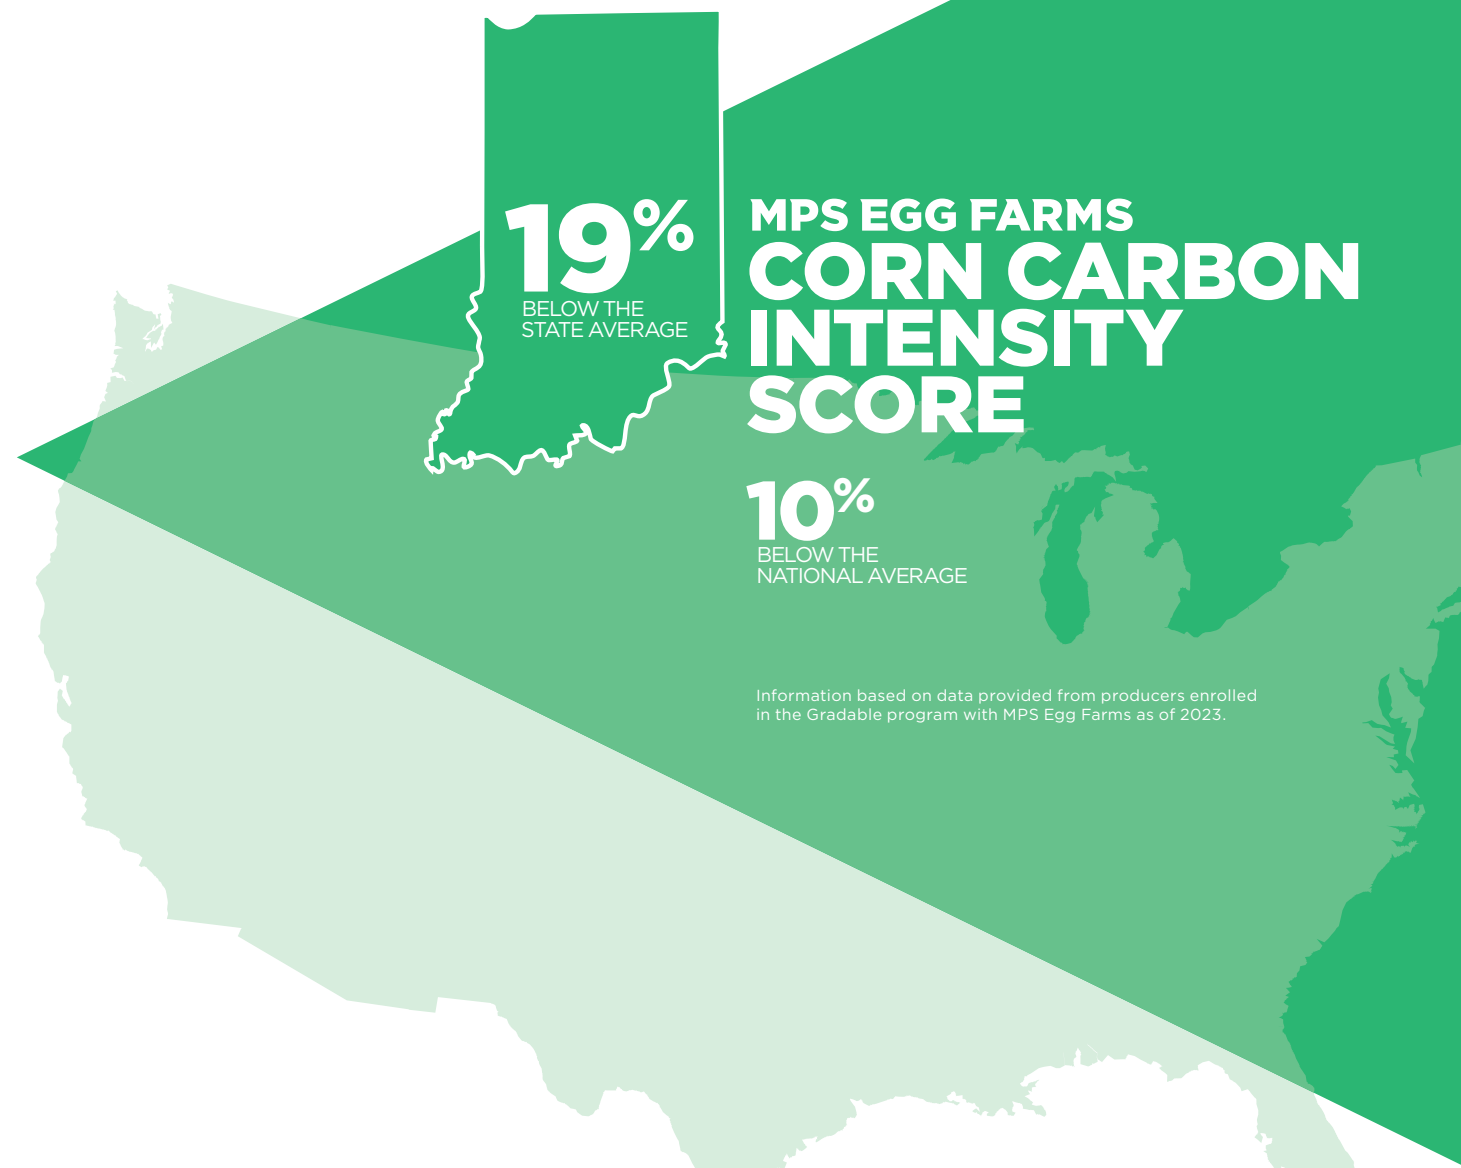 19%
BELOW THE
STATE AVERAGE
MPS EGG FARMS
CORN CARBON
INTENSITY
SCORE
10%
BELOW THE
NATIONAL AVERAGE
Information based on data provided from producers enrolled
in the Gradable program with MPS Egg Farms as of 2023.